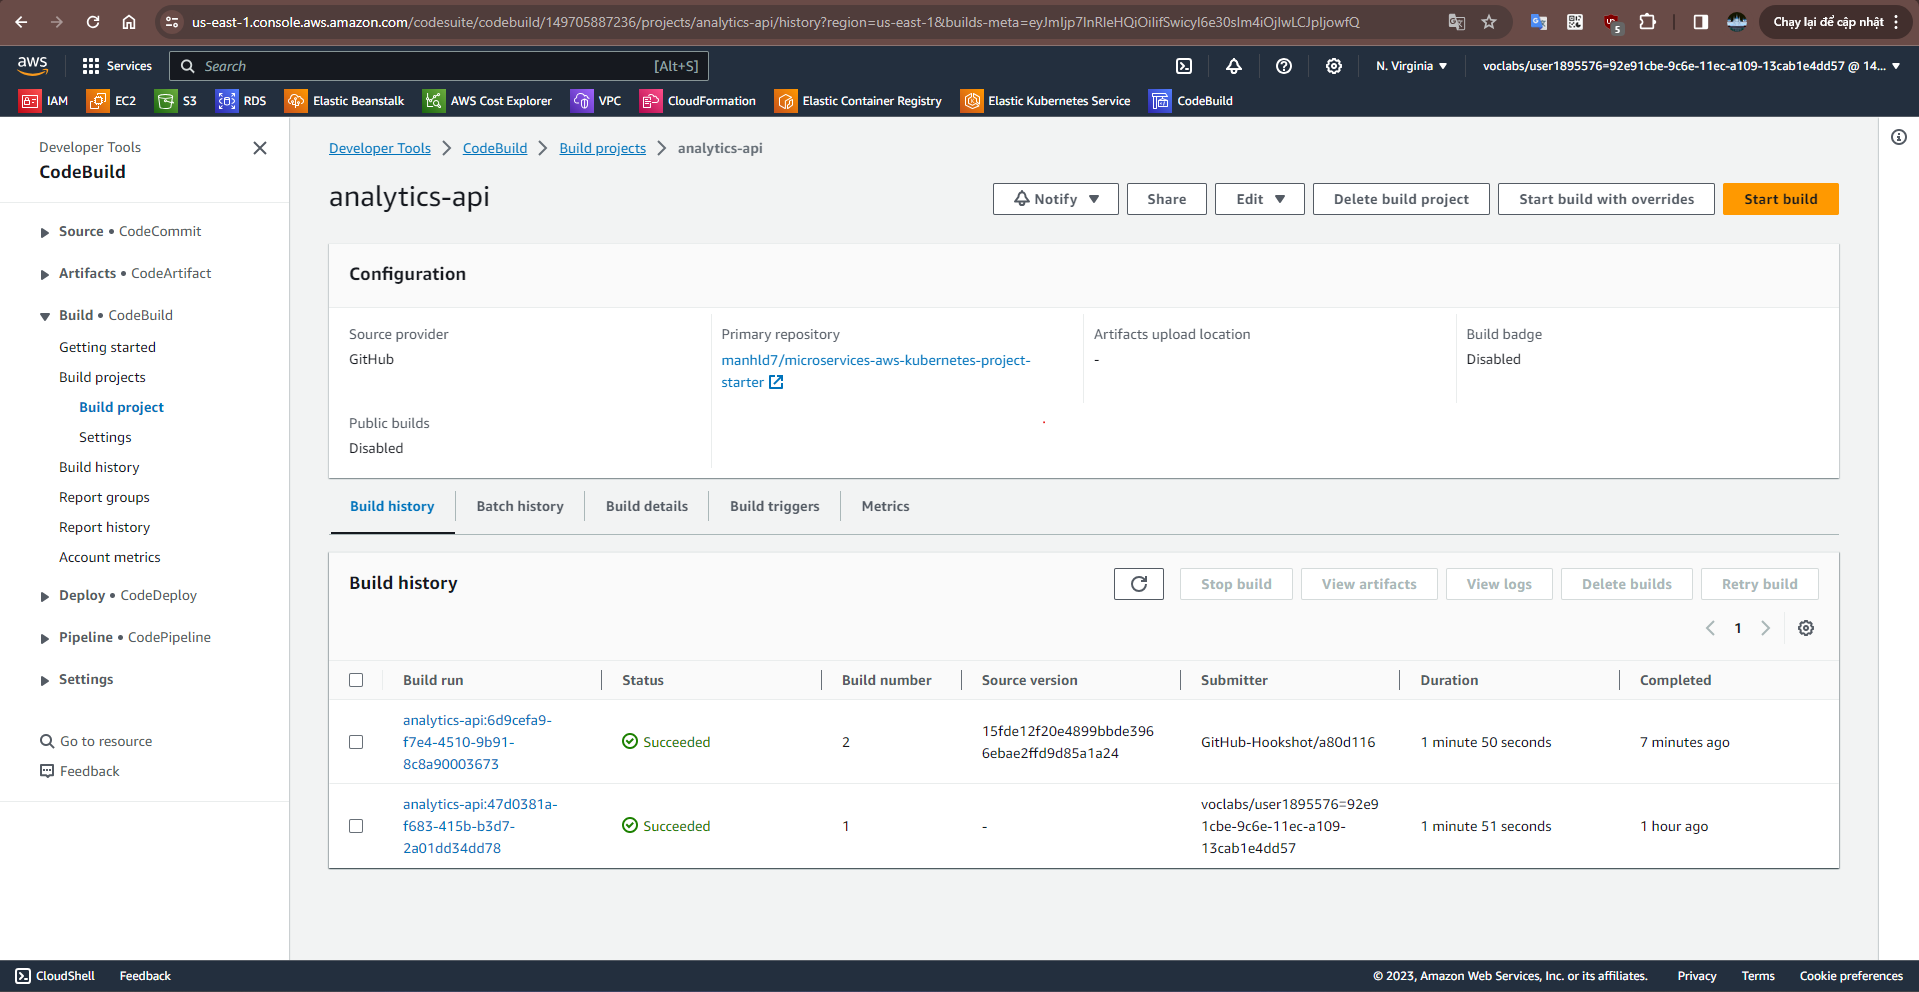 us-east-1.console.aws.amazon.com/codesuite/codebuild/149705887236/projects/analytics-api/history?region=us-east-1&builds-meta=eyJmIjp7InRleHQiOiIifSwicyI6e30sIm4iOjIwLCJpIjowfQ
5
Chạy lại để cập nhật
aws
Services
Search
[Alt+S]
N. Virginia
voclabs/user1895576=92e91cbe-9c6e-11ec-a109-13cab1e4dd57 @ 14...
IAM
EC2
S3
RDS
Elastic Beanstalk
AWS Cost Explorer
VPC
CloudFormation
Elastic Container Registry
Elastic Kubernetes Service
CodeBuild
Developer Tools
CodeBuild
Source • CodeCommit
Artifacts • CodeArtifact
Build • CodeBuild
Getting started
Build projects
Build project
Settings
Build history
Report groups
Report history
Account metrics
Deploy • CodeDeploy
Pipeline • CodePipeline
Settings
Go to resource
Feedback
Developer Tools
CodeBuild
Build projects
analytics-api
analytics-api
Notify
Share
Edit
Delete build project
Start build with overrides
Start build
Configuration
Source provider
GitHub
Primary repository
manhld7/microservices-aws-kubernetes-project-
starter
Artifacts upload location
-
Build badge
Disabled
Public builds
Disabled
Build history
Batch history
Build details
Build triggers
Metrics
Build history
Stop build
View artifacts
View logs
Delete builds
Retry build
1
Build run
Status
Build number
Source version
Submitter
Duration
Completed
analytics-api:6d9cefa9-
f7e4-4510-9b91-
8c8a90003673
Succeeded
2
15fde12f20e4899bbde396
6ebae2ffd9d85a1a24
GitHub-Hookshot/a80d116
1 minute 50 seconds
7 minutes ago
analytics-api:47d0381a-
f683-415b-b3d7-
2a01dd34dd78
Succeeded
1
-
voclabs/user1895576=92e9
1cbe-9c6e-11ec-a109-
13cab1e4dd57
1 minute 51 seconds
1 hour ago
CloudShell
Feedback
© 2023, Amazon Web Services, Inc. or its affiliates.
Privacy
Terms
Cookie preferences